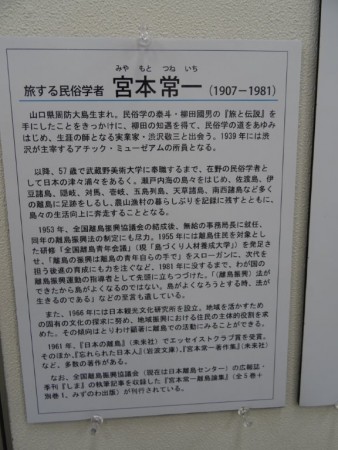 みや もと つね いち
旅する民俗学者 宮本常一 (1907－1981)
山口県周防大島生まれ。民俗学の泰斗・柳田國男の『旅と伝説』を
手にしたことをきっかけに、柳田の知遇を得て、民俗学の道をあゆみ
はじめ、生涯の師となる実業家・渋沢敬三と出会う。1939年には渋
沢が主宰するアチック・ミューゼアムの所員となる。
以降、57歳で武蔵野美術大学に奉職するまで、在野の民俗学者と
して日本の津々浦々をあるく。瀬戸内海の島々をはじめ、佐渡島、伊
豆諸島、隠岐、対馬、壱岐、五島列島、天草諸島、南西諸島など多く
の離島に足跡をしるし、農山漁村の暮らしぶりを記録に残すとともに、
島々の生活向上に奔走することとなる。
1953年、全国離島振興協議会の結成後、無給の事務局長に就任、
同年の離島振興法の制定にも尽力。1955年には離島住民を対象とし
た研修「全国離島青年会議」(現「島づくり人材養成大学」)を発足さ
せ、「離島の振興は離島の青年自らの手で」をスローガンに、次代を
担う後進の育成にも力を注ぐなど、1981年に没するまで、わが国の
離島振興運動の指導者として先頭に立ちつづけた。「(離島振興)法が
できたから島がよくなるのではない。島がよくなろうとする時、法が
生きるのである」などの至言も遺している。
また、1966年には日本観光文化研究所を設立。地域を活かすため
の固有の文化の探求に努め、地域振興における住民の主体的役割を求
めた。その傾向はとりわけ顕著に離島での活動にみることができる。
1961年、『日本の離島』(未来社)でエッセイストクラブ賞を受賞。
そのほか、『忘れられた日本人』(岩波文庫)、『宮本常一著作集』(未来社)
など、多数の著作がある。
なお、全国離島振興協議会(現在は日本離島センター)の広報誌・
季刊『しま』の執筆記事を収録した『宮本常一離島論集』(全5巻＋
別巻1、みずのわ出版)が刊行されている。